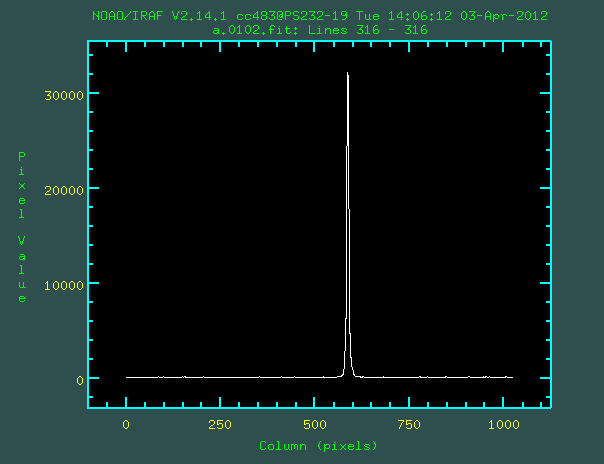 NOAO/IRAF V2.14.1 cc4830@PS232-19 Tue 14:06:12 03-Apr-2012
a.0102.fit: Lines 316 - 316
30000
20000
10000
0
Pixel Value
0 250 500 750 1000
Column (pixels)